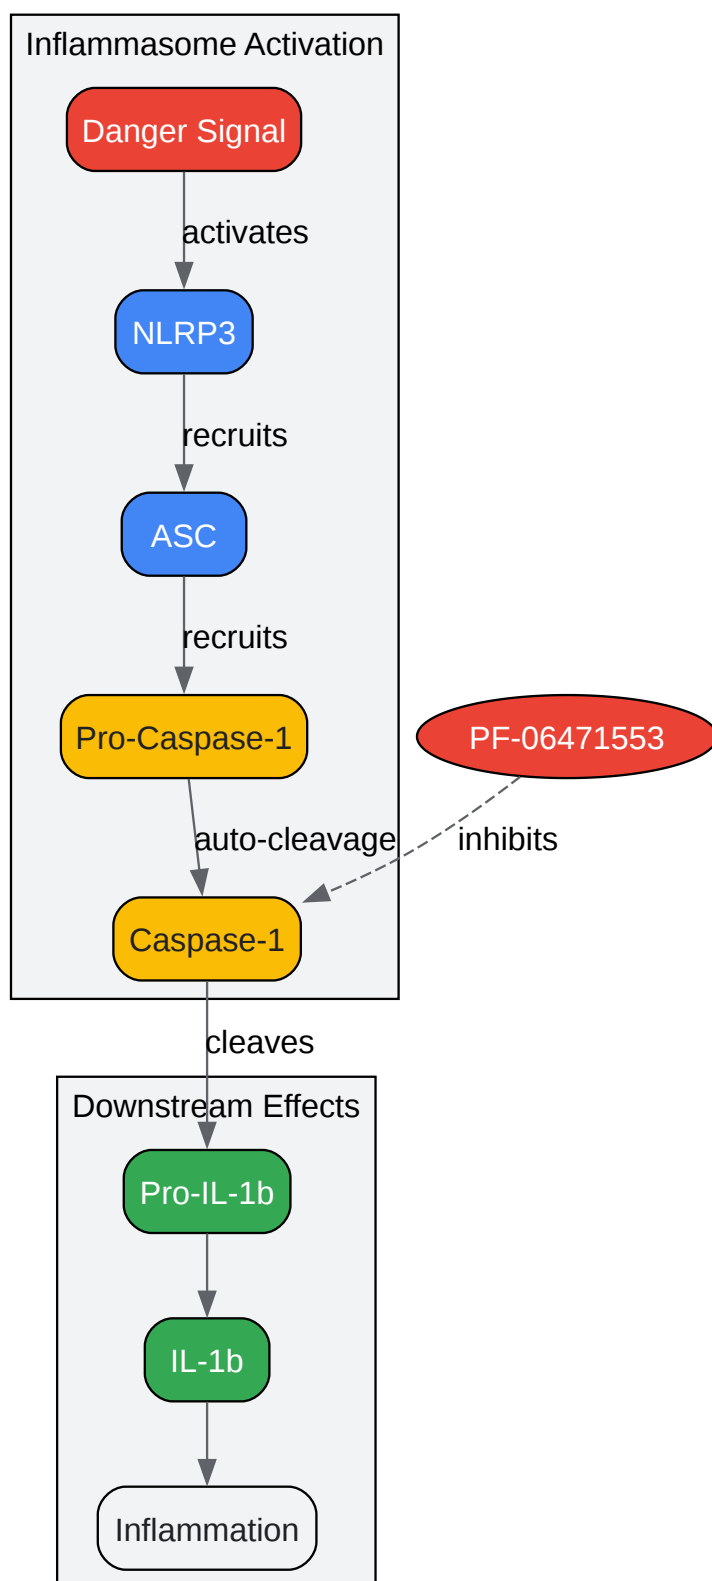 Inflammasome Activation
Danger Signal
activates
NLRP3
recruits
ASC
recruits
Pro-Caspase-1
PF-06471553
auto-cleavage
inhibits
Caspase-1
cleaves
Downstream Effects
Pro-IL-1b
IL-1b
Inflammation